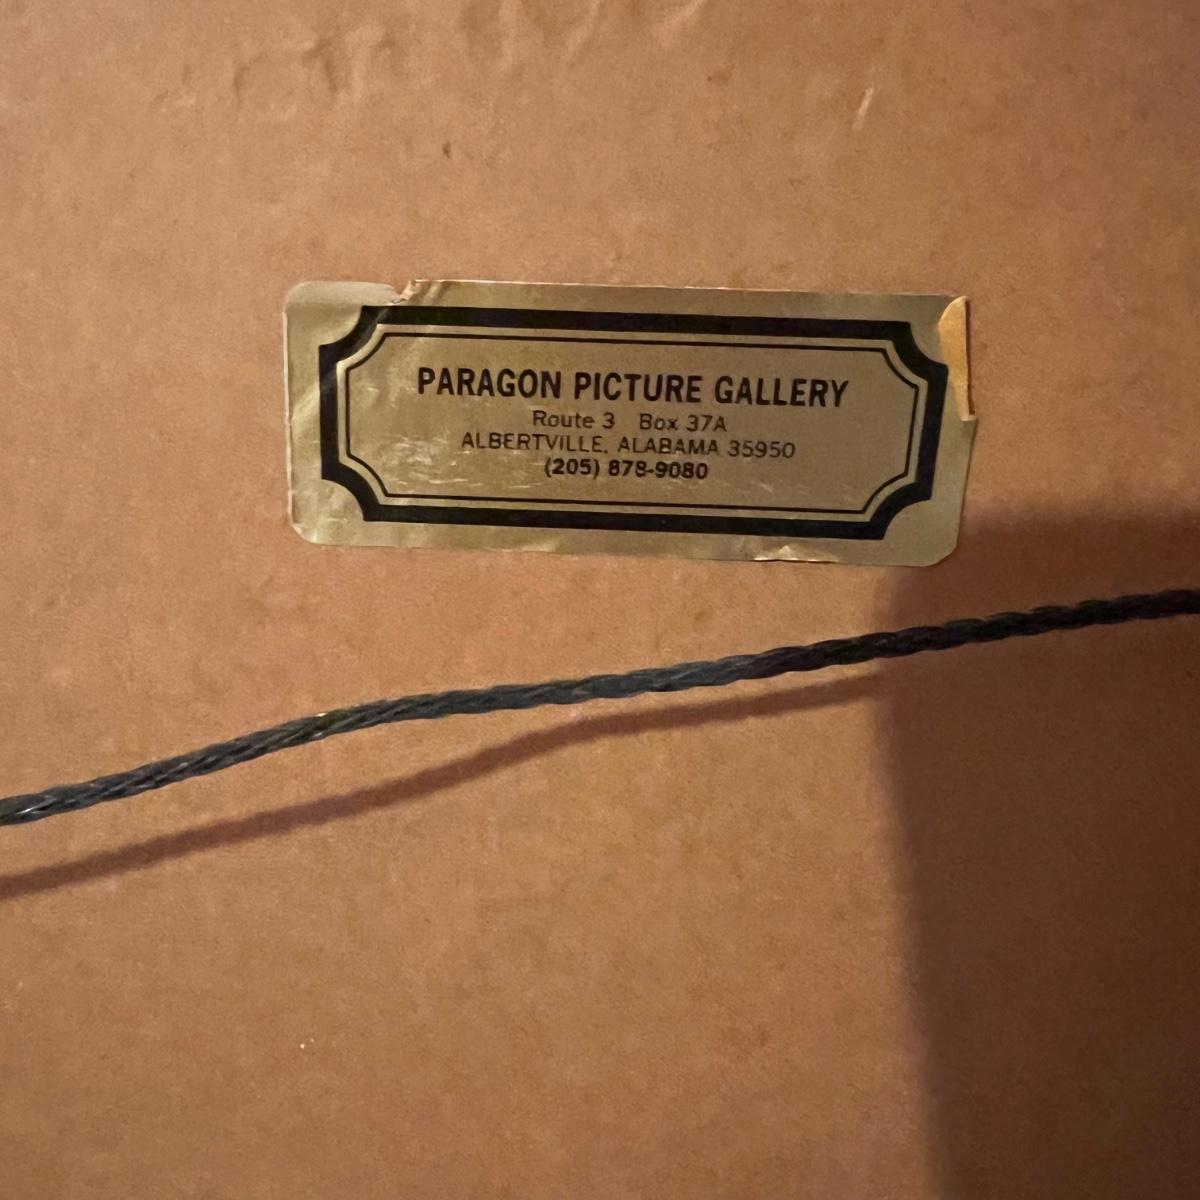 PARAGON PICTURE GALLERY
Route 3 Box 37A
ALBERTVILLE, ALABAMA 35950
(205) 878-9080